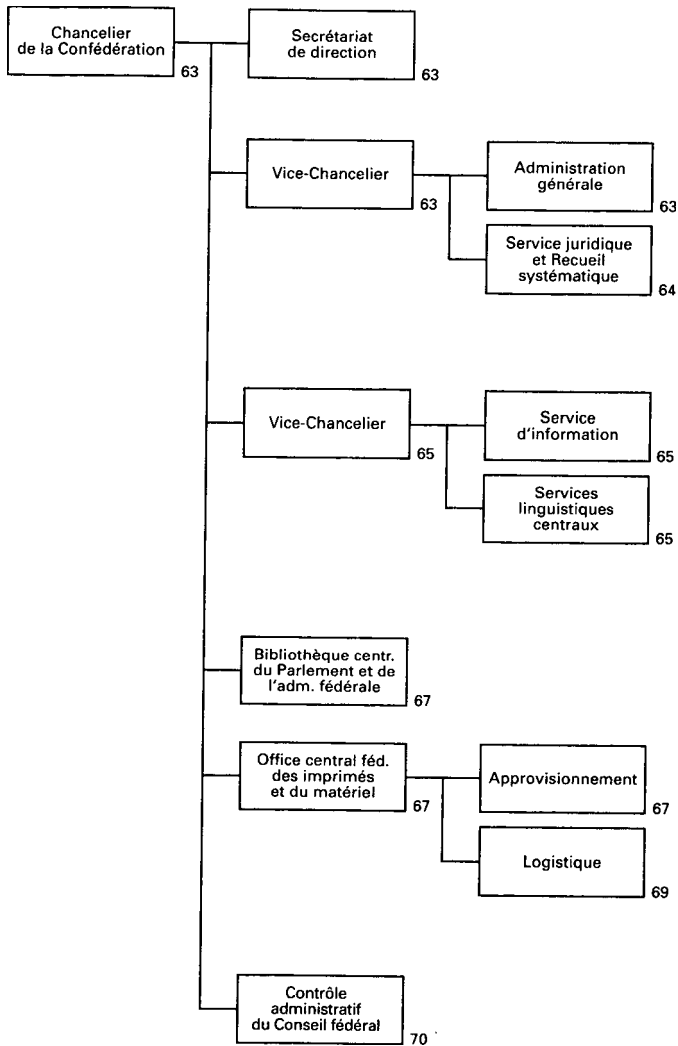 Chancelier
de la Confédération
63
Secrétariat
de direction
63
Vice-Chancelier
63
Administration
générale
63
Service juridique
et Recueil
systématique
64
Vice-Chancelier
65
Service
d'information
65
Services
linguistiques
centraux
65
Bibliothèque centr.
du Parlement et de
l'adm. fédérale
67
Office central féd.
des imprimés
et du matériel
67
Approvisionnement
67
Logistique
69
Contrôle
administratif
du Conseil fédéral
70